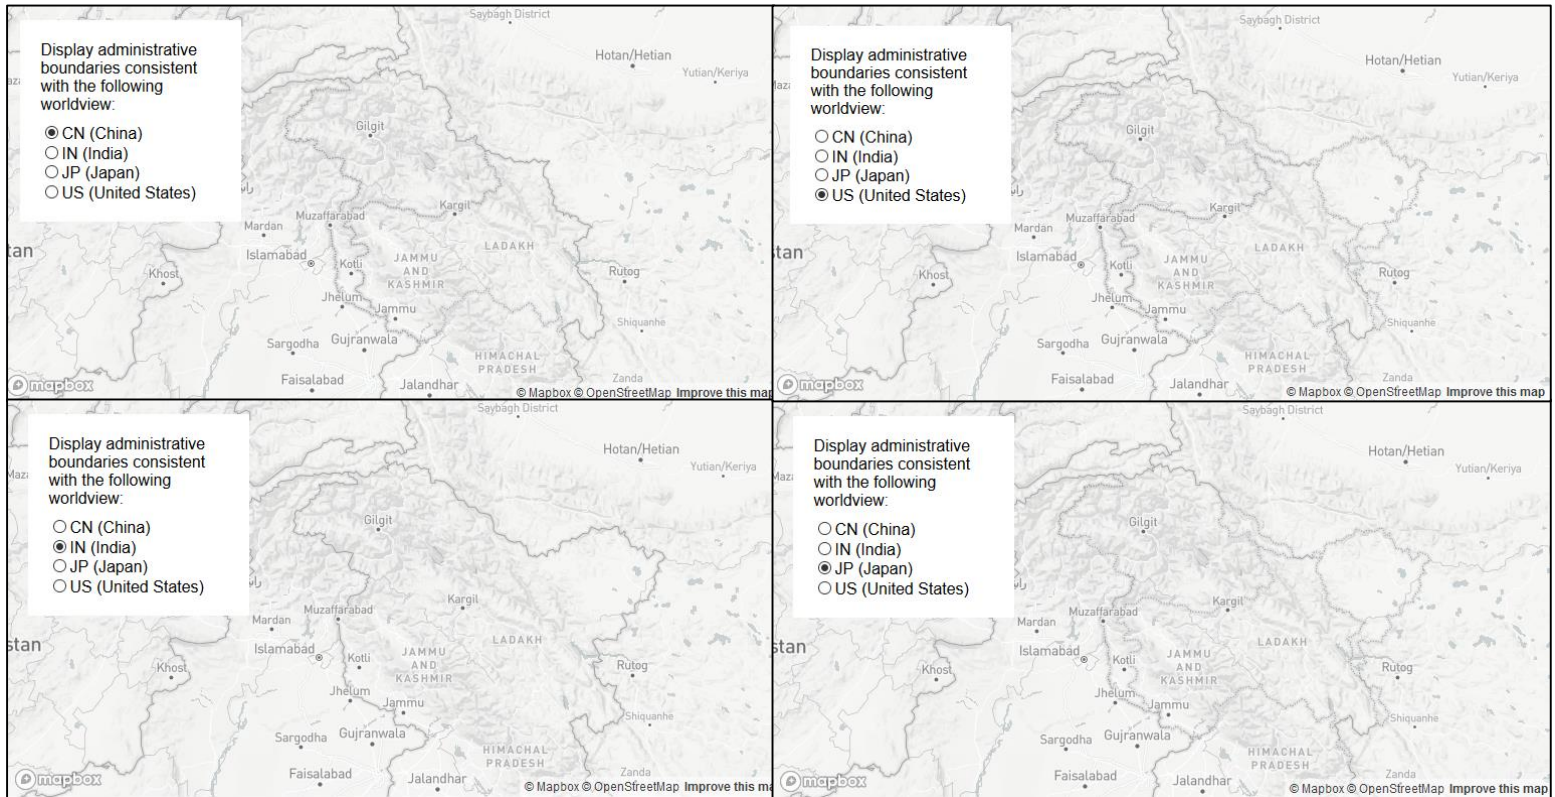 Saybagh District
Display administrative
boundaries consistent
with the following
worldview:
CN (China)
IN (India)
JP (Japan)
US (United States)
Hotan/Hetian
Yutian/Keriya
Gilgit
Muzaffarabad
Kargil
Mardan
LADAKH
tan
Islamabad
JAMMU
AND
KASHMIR
Kotli
Khost
Rutog
Jhelum
Jammu
Shiquanhe
Sargodha
Gujranwala
HIMACHAL
PRADESH
Faisalabad
Jalandhar
Zanda
mapbox
© Mapbox © OpenStreetMap Improve this map
Saybagh District
Display administrative
boundaries consistent
with the following
worldview:
CN (China)
IN (India)
JP (Japan)
US (United States)
Hotan/Hetian
Yutian/Keriya
Gilgit
Muzaffarabad
Kargil
Mardan
LADAKH
stan
Islamabad
JAMMU
AND
KASHMIR
Kotli
Khost
Rutog
Jhelum
Jammu
Shiquanhe
Sargodha
Gujranwala
HIMACHAL
PRADESH
Faisalabad
Jalandhar
Zanda
mapbox
© Mapbox © OpenStreetMap Improve this map
Saybagh District
Display administrative
boundaries consistent
with the following
worldview:
CN (China)
IN (India)
JP (Japan)
US (United States)
Hotan/Hetian
Yutian/Keriya
Gilgit
Muzaffarabad
Kargil
Mardan
LADAKH
stan
Islamabad
JAMMU
AND
KASHMIR
Kotli
Khost
Rutog
Jhelum
Jammu
Shiquanhe
Sargodha
Gujranwala
HIMACHAL
PRADESH
Faisalabad
Jalandhar
Zanda
mapbox
© Mapbox © OpenStreetMap Improve this map
Saybagh District
Display administrative
boundaries consistent
with the following
worldview:
CN (China)
IN (India)
JP (Japan)
US (United States)
Hotan/Hetian
Yutian/Keriya
Gilgit
Muzaffarabad
Kargil
Mardan
LADAKH
stan
Islamabad
JAMMU
AND
KASHMIR
Kotli
Khost
Rutog
Jhelum
Jammu
Shiquanhe
Sargodha
Gujranwala
HIMACHAL
PRADESH
Faisalabad
Jalandhar
Zanda
mapbox
© Mapbox © OpenStreetMap Improve this map